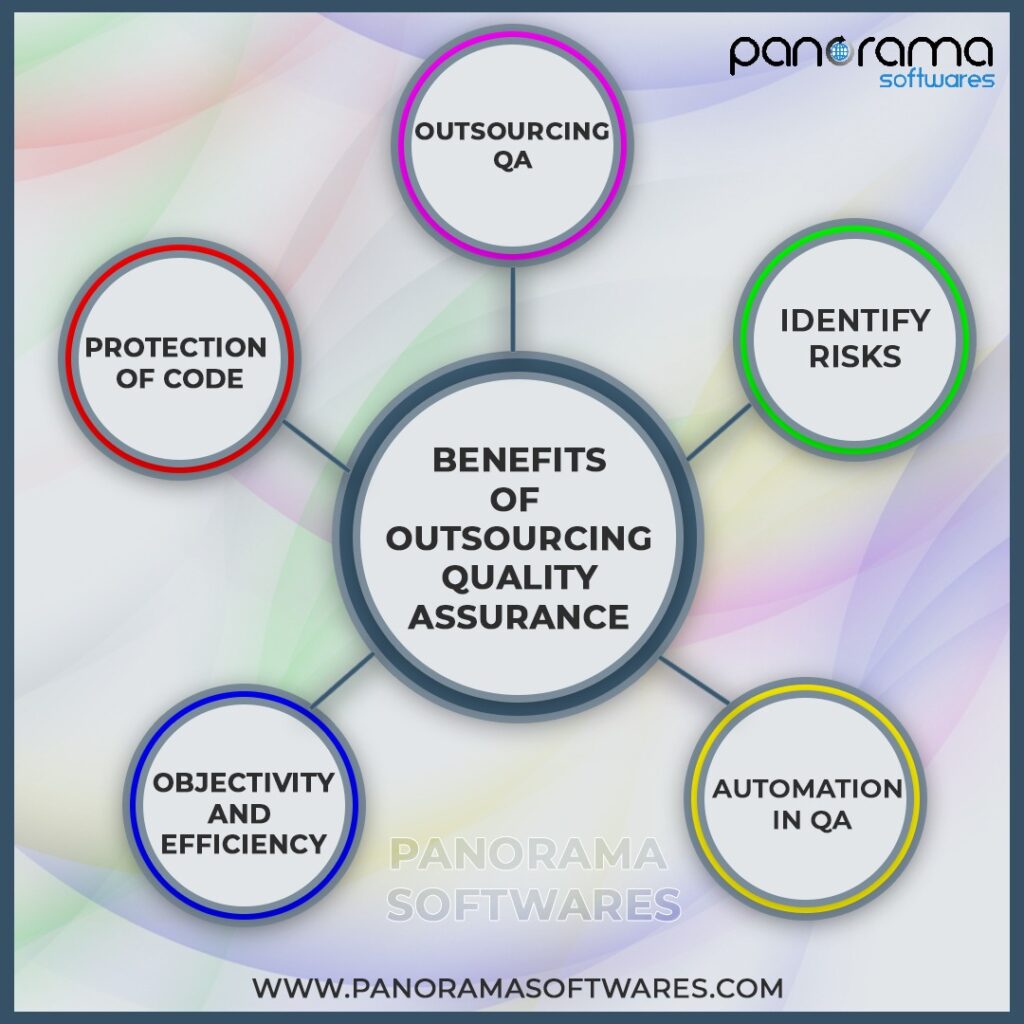 panorama
softwares
OUTSOURCING
QA
IDENTIFY
RISKS
PROTECTION
OF CODE
BENEFITS
OF
OUTSOURCING
QUALITY
ASSURANCE
OBJECTIVITY
AND
EFFICIENCY
AUTOMATION
IN QA
PANORAMA
SOFTWARES
WWW.PANORAMASOFTWARES.COM